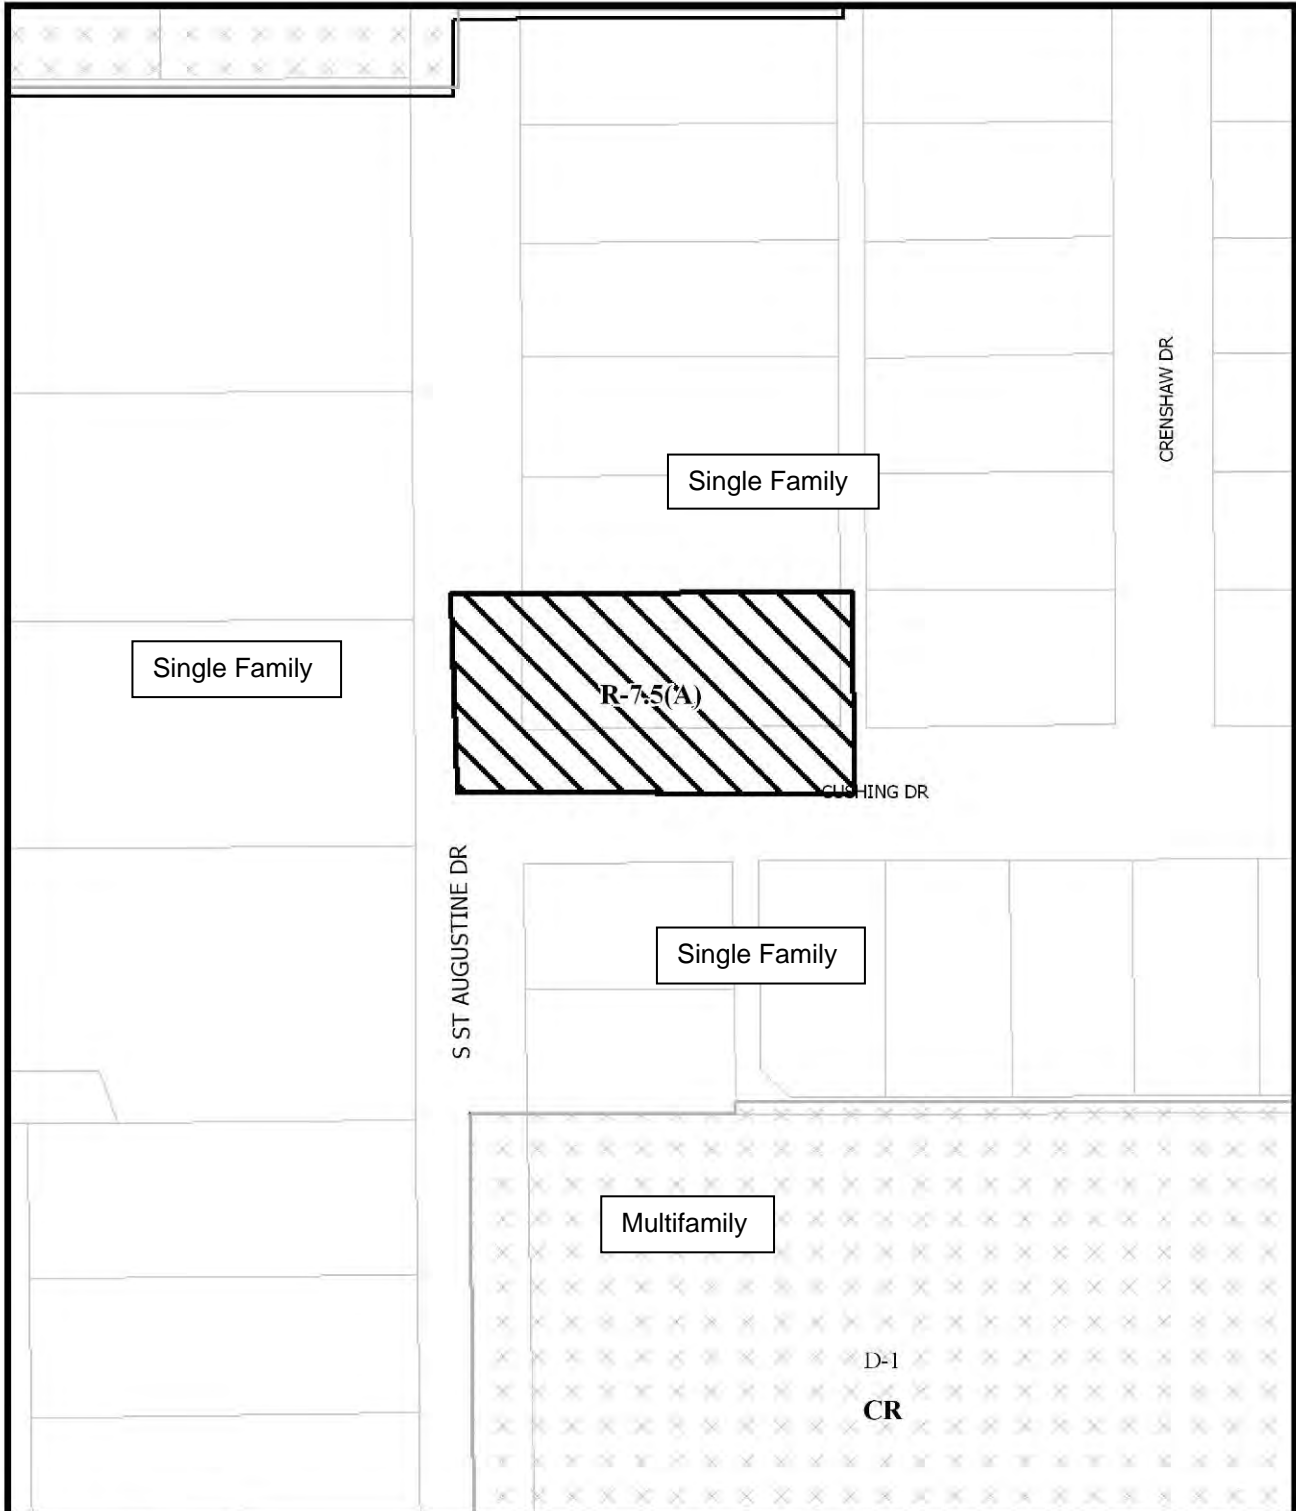 CRENSHAW DR
Single Family
Single Family
R-7.5(A)
CUSHING DR
S ST AUGUSTINE DR
Single Family
Multifamily
D-1
CR